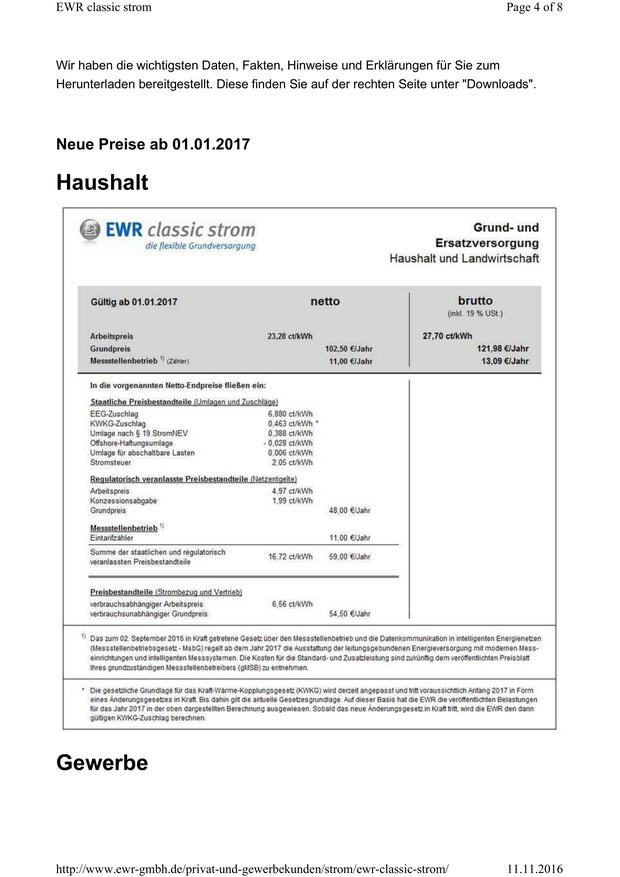 EWR classic strom Page 4 of 8
Wir haben die wichtigsten Daten, Fakten, Hinweise und Erklärungen für Sie zum
Herunterladen bereitgestellt. Diese finden Sie auf der rechten Seite unter "Downloads".
Neue Preise ab 01.01.2017
Haushalt
EWR classic strom
die flexible Grundversorgung
Grund- und
Ersatzversorgung
Haushalt und Landwirtschaft
Gültig ab 01.01.2017 netto brutto
(inkl. 19 % USt.)
Arbeitspreis 23,28 ct/kWh 27,70 ct/kWh
Grundpreis 102,50 €/Jahr 121,98 €/Jahr
Messstellenbetrieb 1) (Zähler) 11,00 €/Jahr 13,09 €/Jahr
In die vorgenannten Netto-Endpreise fließen ein:
Staatliche Preisbestandteile (Umlagen und Zuschläge)
EEG-Zuschlag 6,880 ct/kWh
KWKG-Zuschlag 0,463 ct/kWh *
Umlage nach § 19 StromNEV 0,388 ct/kWh
Offshore-Haftungsumlage - 0,028 ct/kWh
Umlage für abschaltbare Lasten 0,006 ct/kWh
Stromsteuer 2,05 ct/kWh
Regulatorisch veranlasste Preisbestandteile (Netzentgelte)
Arbeitspreis 4,97 ct/kWh
Konzessionsabgabe 1,99 ct/kWh
Grundpreis 48,00 €/Jahr
Messstellenbetrieb 1)
Eintarifzähler 11,00 €/Jahr
Summe der staatlichen und regulatorisch
veranlassten Preisbestandteile 16,72 ct/kWh 59,00 €/Jahr
Preisbestandteile (Strombezug und Vertrieb)
verbrauchsabhängiger Arbeitspreis 6,56 ct/kWh
verbrauchsunabhängiger Grundpreis 54,50 €/Jahr
1) Das zum 02. September 2016 in Kraft getretene Gesetz über den Messstellenbetrieb und die Datenkommunikation in intelligenten Energienetzen
(Messstellenbetriebsgesetz - MsbG) regelt ab dem Jahr 2017 die Ausstattung der leitungsgebundenen Energieversorgung mit modernen Mess-
einrichtungen und intelligenten Messsystemen. Die Kosten für die Standard- und Zusatzleistung sind zukünftig dem veröffentlichten Preisblatt
Ihres grundzuständigen Messstellenbetreibers (gMSB) zu entnehmen.
* Die gesetzliche Grundlage für das Kraft-Wärme-Kopplungsgesetz (KWKG) wird derzeit angepasst und tritt voraussichtlich Anfang 2017 in Form
eines Änderungsgesetzes in Kraft. Bis dahin gilt die aktuelle Gesetzesgrundlage. Auf dieser Basis hat die EWR die veröffentlichten Belastungen
für das Jahr 2017 in der oben dargestellten Berechnung ausgewiesen. Sobald das neue Änderungsgesetz in Kraft tritt, wird die EWR den dann
gültigen KWKG-Zuschlag berechnen.
Gewerbe
http://www.ewr-gmbh.de/privat-und-gewerbekunden/strom/ewr-classic-strom/ 11.11.2016